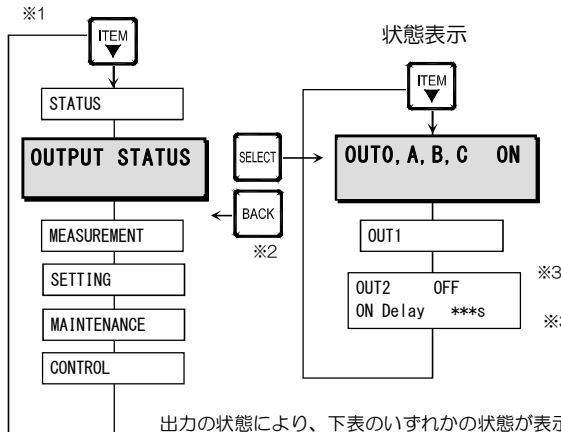 ※1
ITEM
状態表示
ITEM
STATUS
OUTPUT STATUS
SELECT
OUT0, A, B, C ON
BACK
※2
MEASUREMENT
OUT1
SETTING
OUT2 OFF
ON Delay ***s
※3
MAINTENANCE
CONTROL
出力の状態により、下表のいずれかの状態が表示